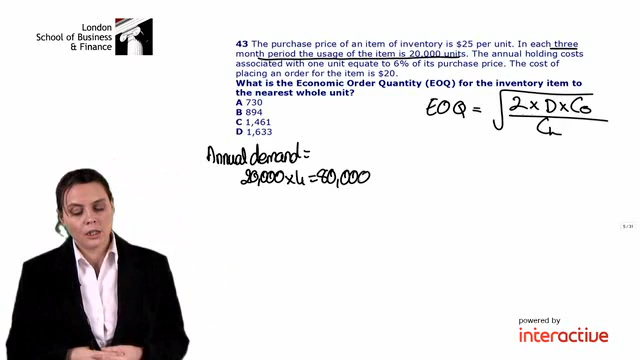 London
School of Business
& Finance
43 The purchase price of an item of inventory is $25 per unit. In each three
month period the usage of the item is 20,000 units. The annual holding costs
associated with one unit equate to 6% of its purchase price. The cost of
placing an order for the item is $20.
What is the Economic Order Quantity (EOQ) for the inventory item to
the nearest whole unit?
A 730
B 894
C 1,461
D 1,633
EOQ = √2 x D x Co
Ch
Annual demand =
20,000 x 4 = 80,000
5 / 31
powered by
interactive